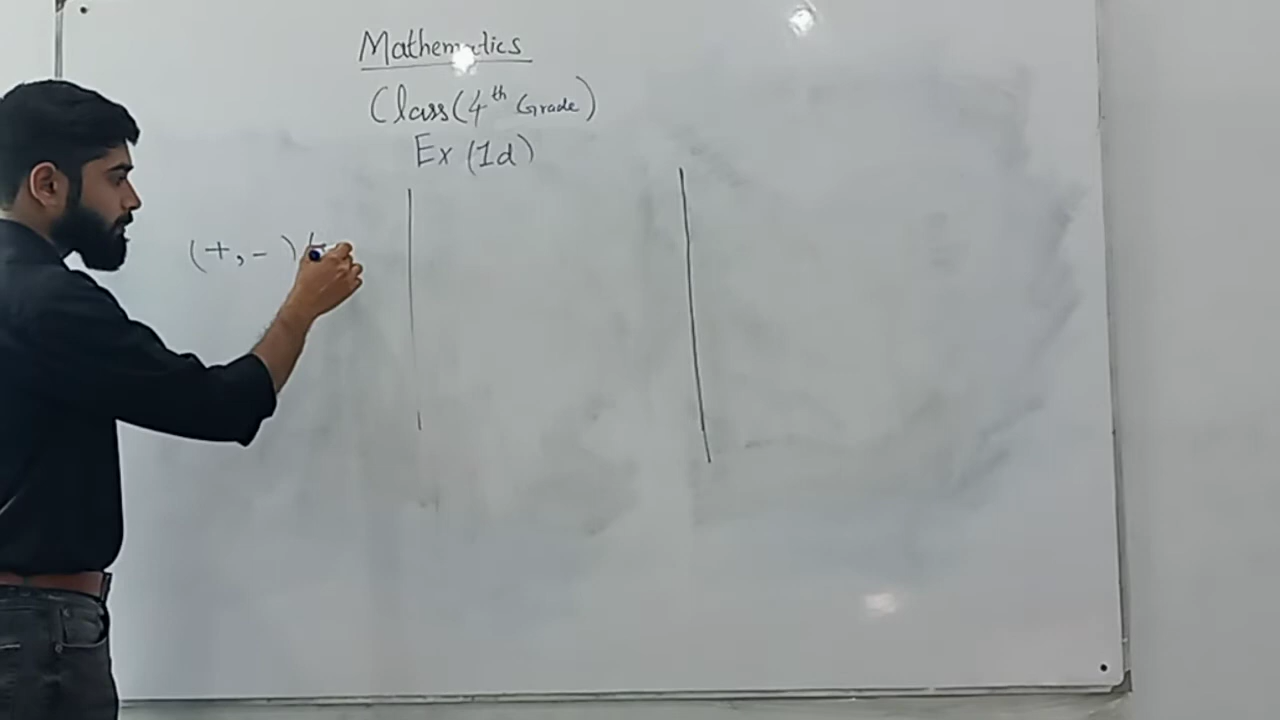 Mathematics
Class (4th Grade)
Ex (1d)
(+, -)